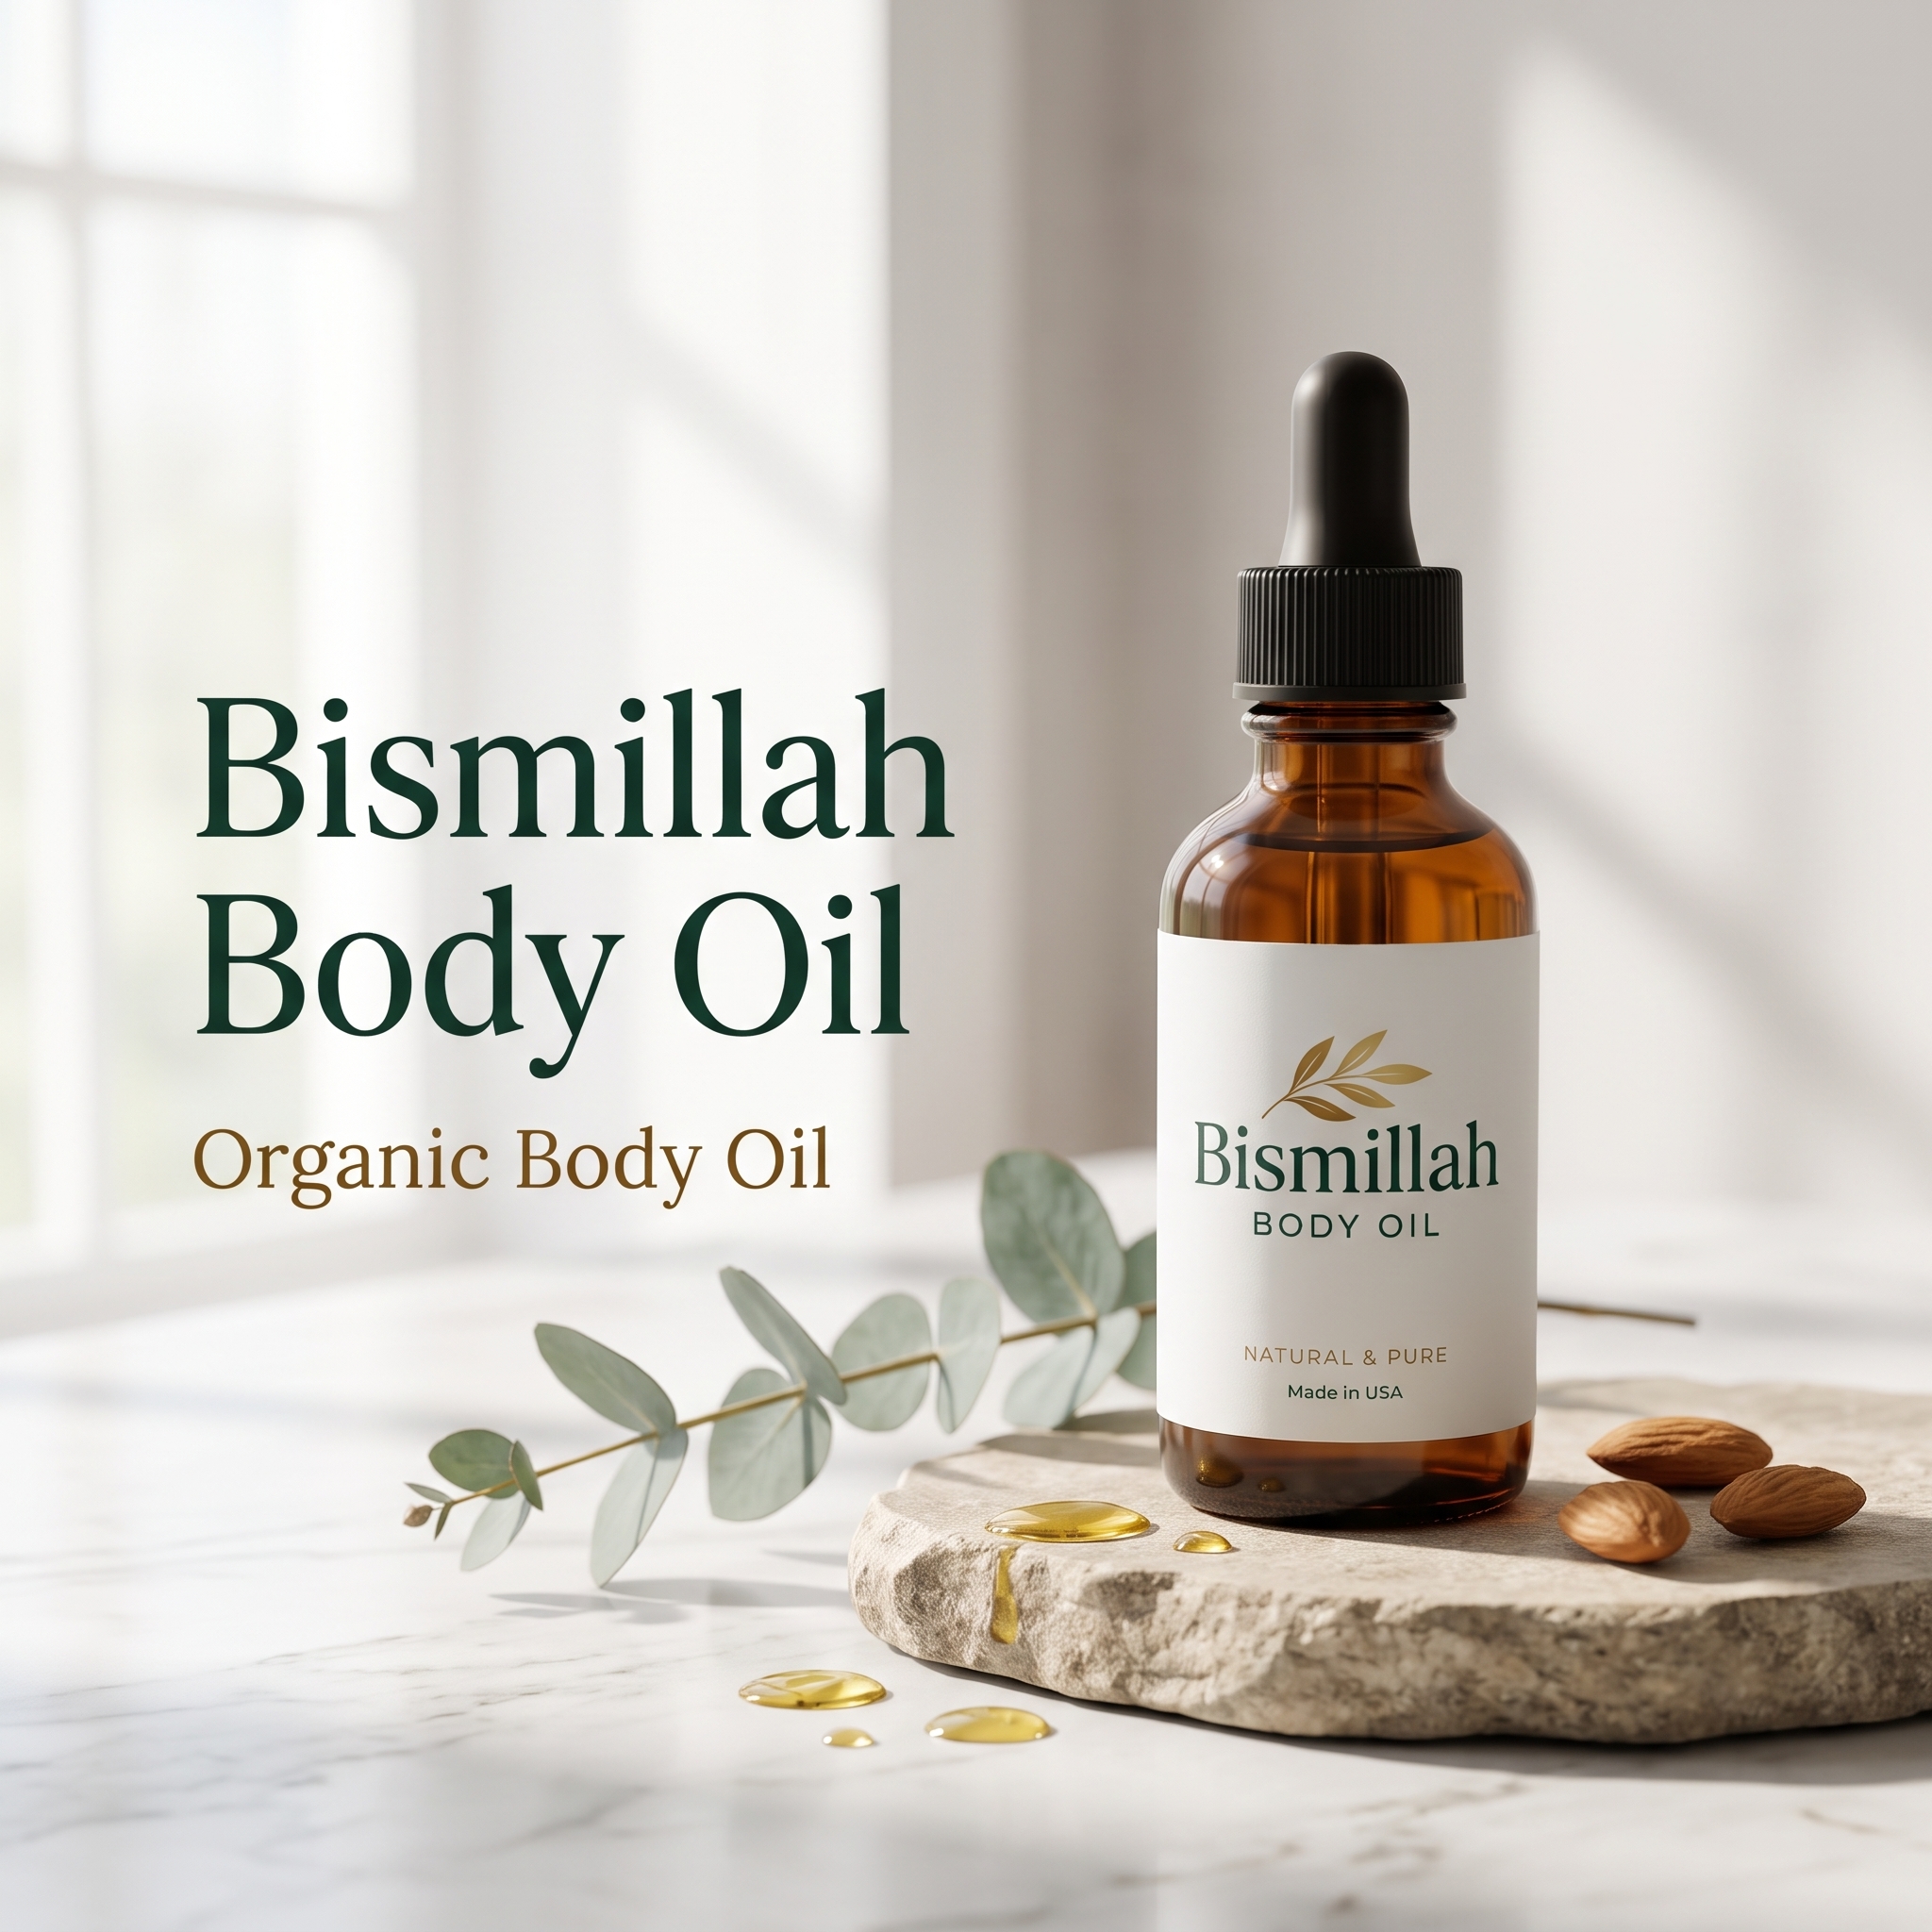 Bismillah
Body Oil
Organic Body Oil
Bismillah
BODY OIL
NATURAL & PURE
Made in USA